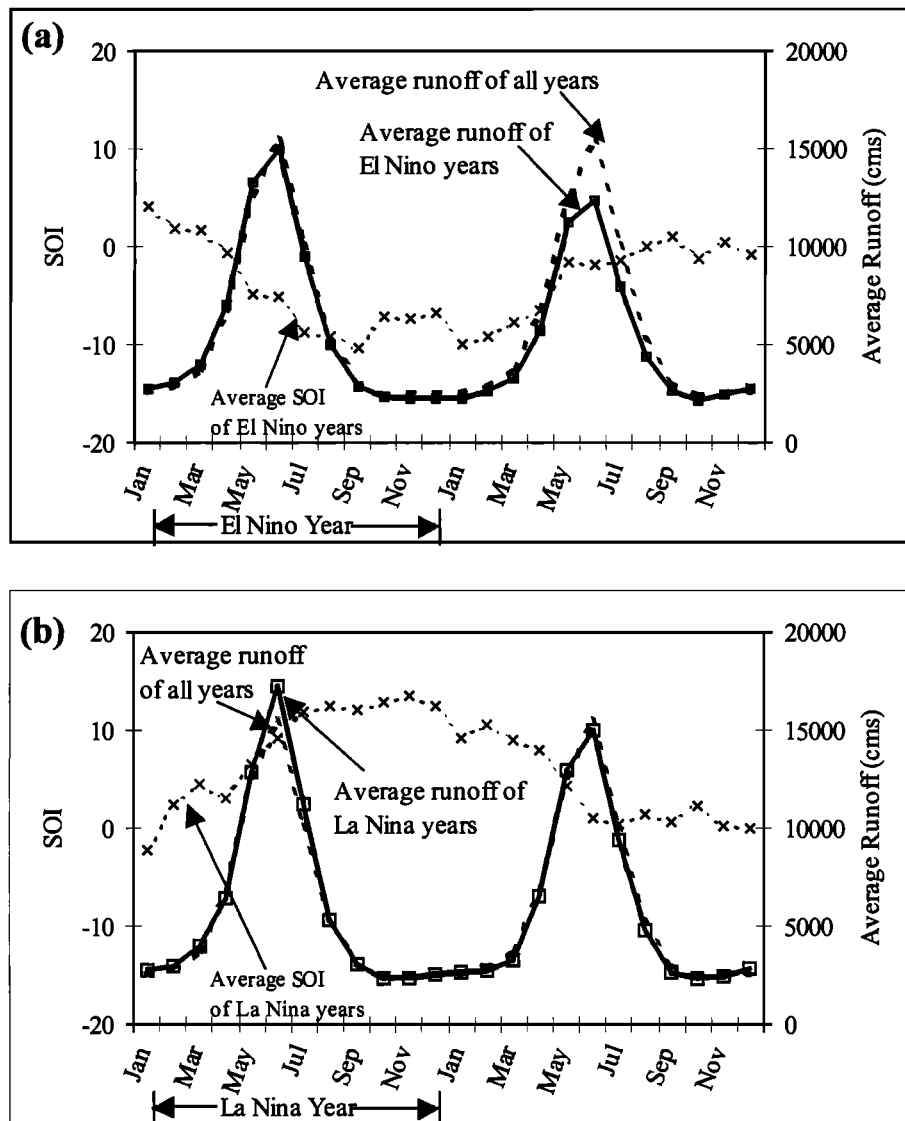 (a)
20
10
0
-10
-20
SOI
20000
15000
10000
5000
0
Average Runoff (cms)
Average runoff of all years
Average runoff of
El Nino years
Average SOI
of El Nino years
Jan
Mar
May
Jul
Sep
Nov
Jan
Mar
May
Jul
Sep
Nov
El Nino Year
(b)
20
10
0
-10
-20
SOI
20000
15000
10000
5000
0
Average Runoff (cms)
Average runoff
of all years
Average runoff of
La Nina years
Average SOI
of La Nina years
Jan
Mar
May
Jul
Sep
Nov
Jan
Mar
May
Jul
Sep
Nov
La Nina Year